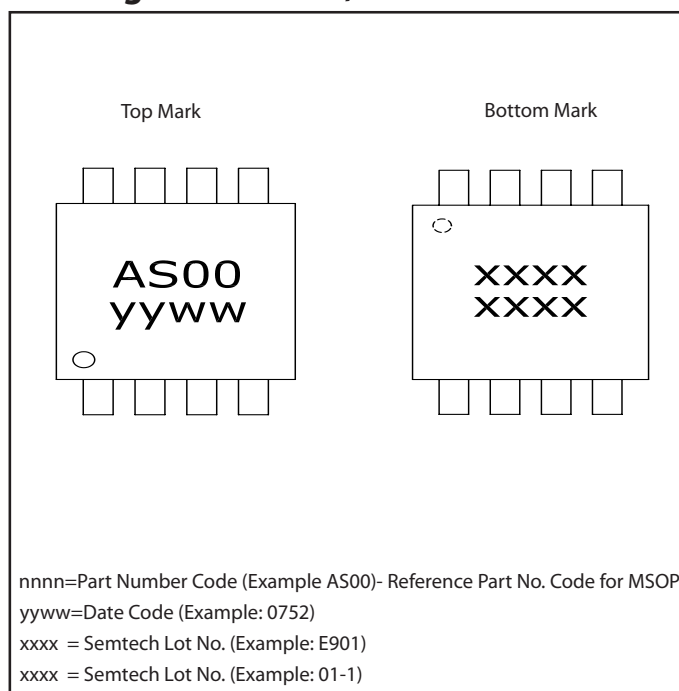 Top Mark
Bottom Mark
AS00
yyww
xxxx
xxxx
nnnn=Part Number Code (Example AS00)- Reference Part No. Code for MSOP
yyww=Date Code (Example: 0752)
xxxx = Semtech Lot No. (Example: E901)
xxxx = Semtech Lot No. (Example: 01-1)